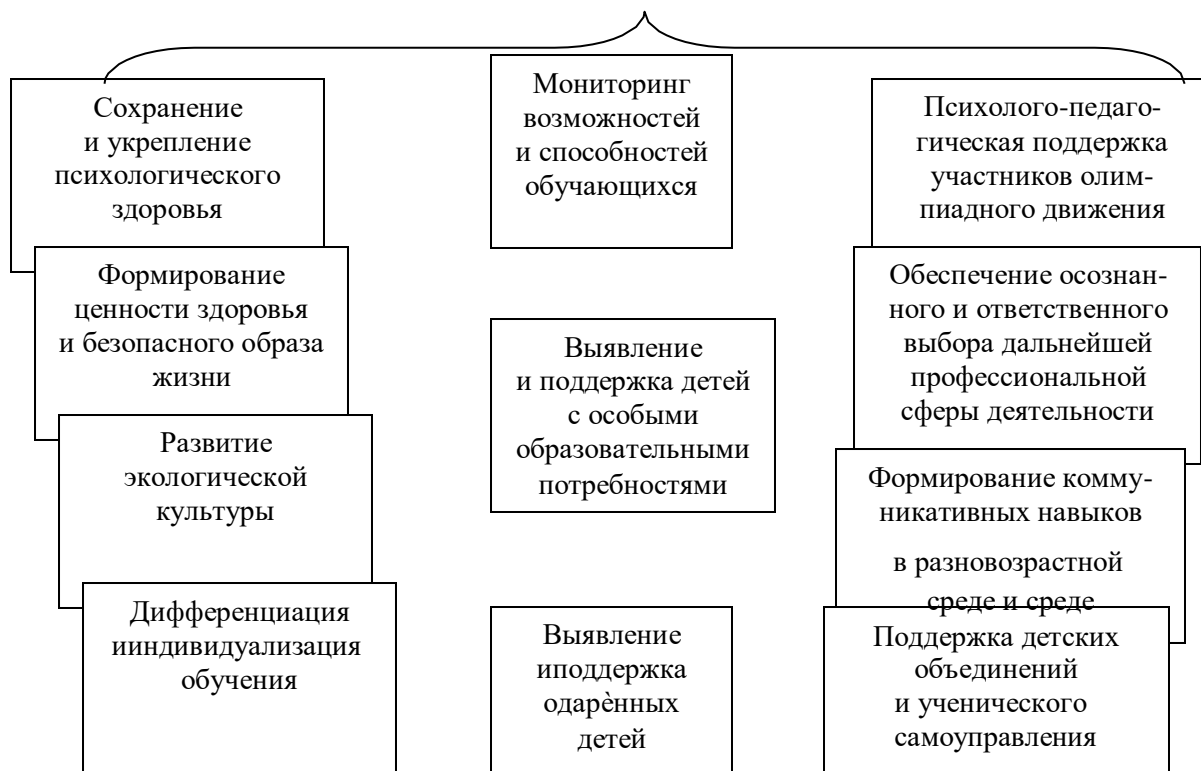 Сохранение
и укрепление
психологического
здоровья
Формирование
ценности здоровья
и безопасного образа
жизни
Развитие
экологической
культуры
Дифференциация
ииндивидуализация
обучения
Мониторинг
возможностей
и способностей
обучающихся
Выявление
и поддержка детей
с особыми
образовательными
потребностями
Выявление
иподдержка
одарѐнных
детей
Психолого-педаго-
гическая поддержка
участников олим-
пиадного движения
Обеспечение осознан-
ного и ответственного
выбора дальнейшей
профессиональной
сферы деятельности
Формирование комму-
никативных навыков
в разновозрастной
среде и среде
Поддержка детских
объединений
и ученического
самоуправления